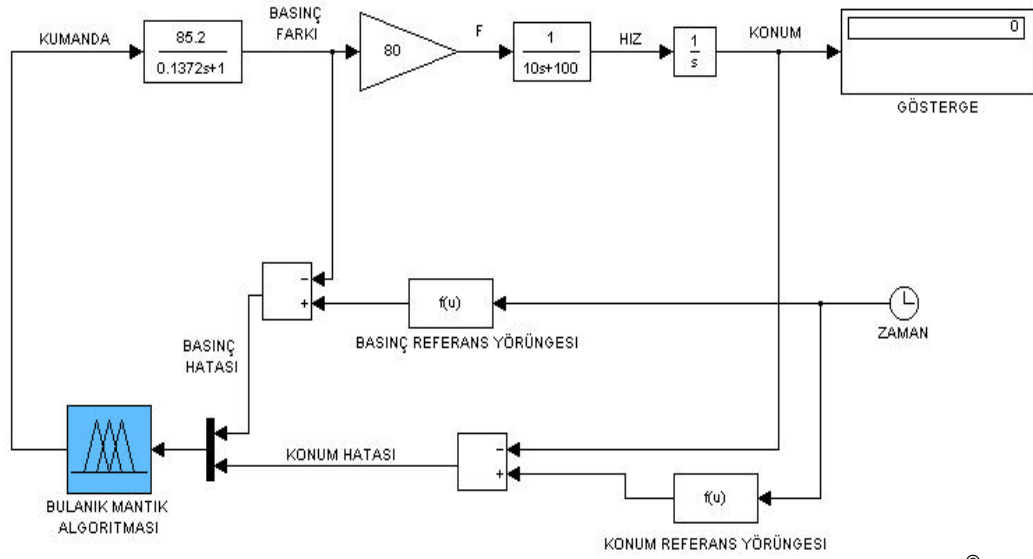 KUMANDA
85.2
0.1372s+1
BASINÇ
FARKI
80
F
1
10s+100
HIZ
1
s
KONUM
0
GÖSTERGE
−
+
f(u)
BASINÇ REFERANS YÖRÜNGESI
ZAMAN
BASINÇ
HATASI
KONUM HATASI
−
+
f(u)
KONUM REFERANS YÖRÜNGESI
BULANIK MANTIK
ALGORITMASI
®